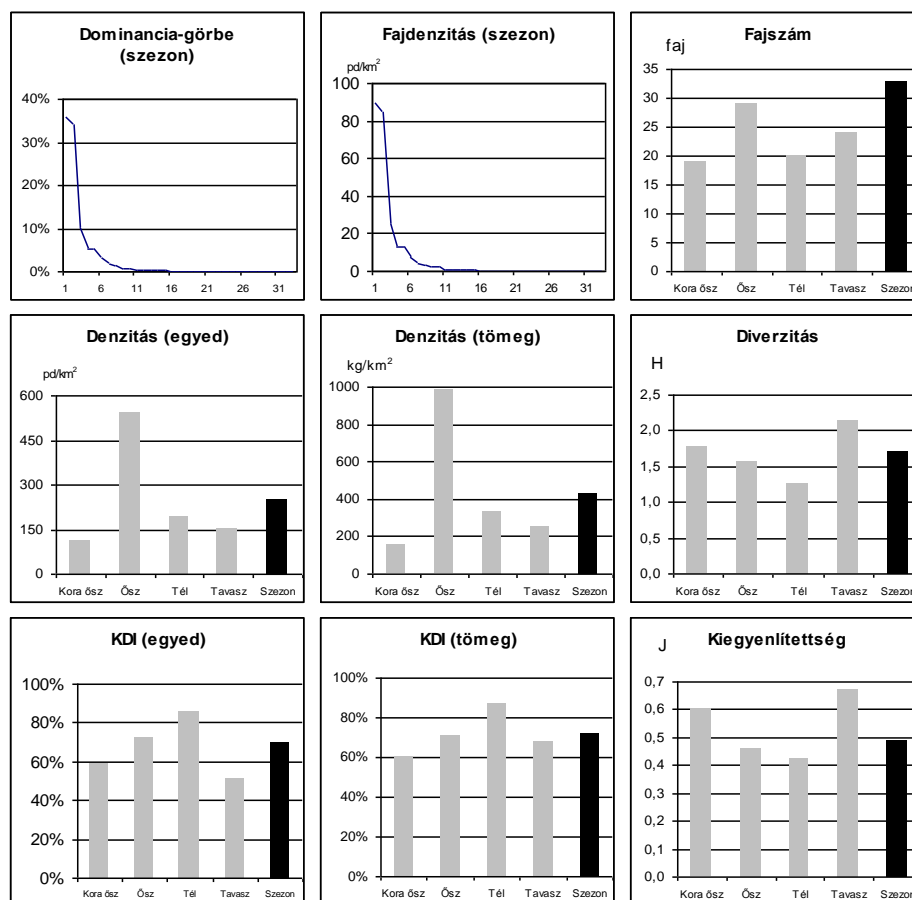 Dominancia-görbe
(szezon)
40%
30%
20%
10%
0%
1 6 11 16 21 26 31
Fajdenzitás (szezon)
pd/km²
100
80
60
40
20
0
1 6 11 16 21 26 31
Fajszám
faj
35
30
25
20
15
10
5
0
Kora ősz Ősz Tél Tavasz Szezon
Denzitás (egyed)
pd/km²
600
450
300
150
0
Kora ősz Ősz Tél Tavasz Szezon
Denzitás (tömeg)
kg/km²
1000
800
600
400
200
0
Kora ősz Ősz Tél Tavasz Szezon
Diverzitás
H
2,5
2,0
1,5
1,0
0,5
0,0
Kora ősz Ősz Tél Tavasz Szezon
KDI (egyed)
100%
80%
60%
40%
20%
0%
Kora ősz Ősz Tél Tavasz Szezon
KDI (tömeg)
100%
80%
60%
40%
20%
0%
Kora ősz Ősz Tél Tavasz Szezon
Kiegyenlítettség
J
0,7
0,6
0,5
0,4
0,3
0,2
0,1
0,0
Kora ősz Ősz Tél Tavasz Szezon